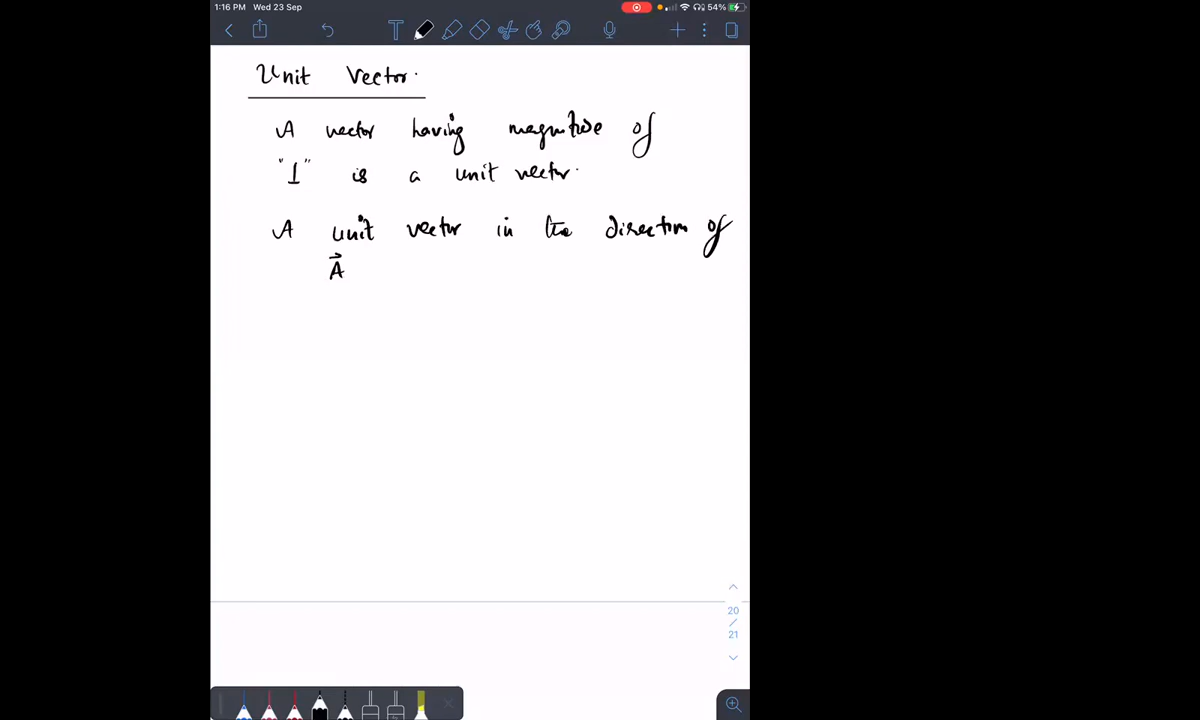 1:16 PM Wed 23 Sep
54%
T
Unit Vector.
A vector having magnitude of
"1" is a unit vector.
A unit vector in the direction of
A⃗
20
/
21